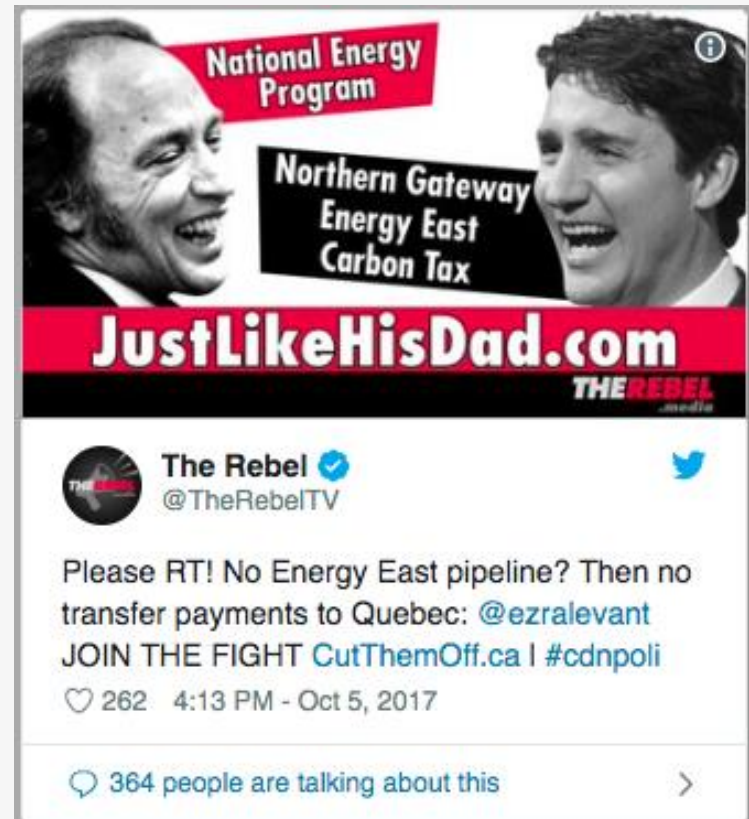 National Energy
Program
Northern Gateway
Energy East
Carbon Tax
JustLikeHisDad.com
THEREBEL
.media
The Rebel
@TheRebelTV
Please RT! No Energy East pipeline? Then no
transfer payments to Quebec: @ezralevant
JOIN THE FIGHT CutThemOff.ca | #cdnpoli
262 4:13 PM - Oct 5, 2017
364 people are talking about this